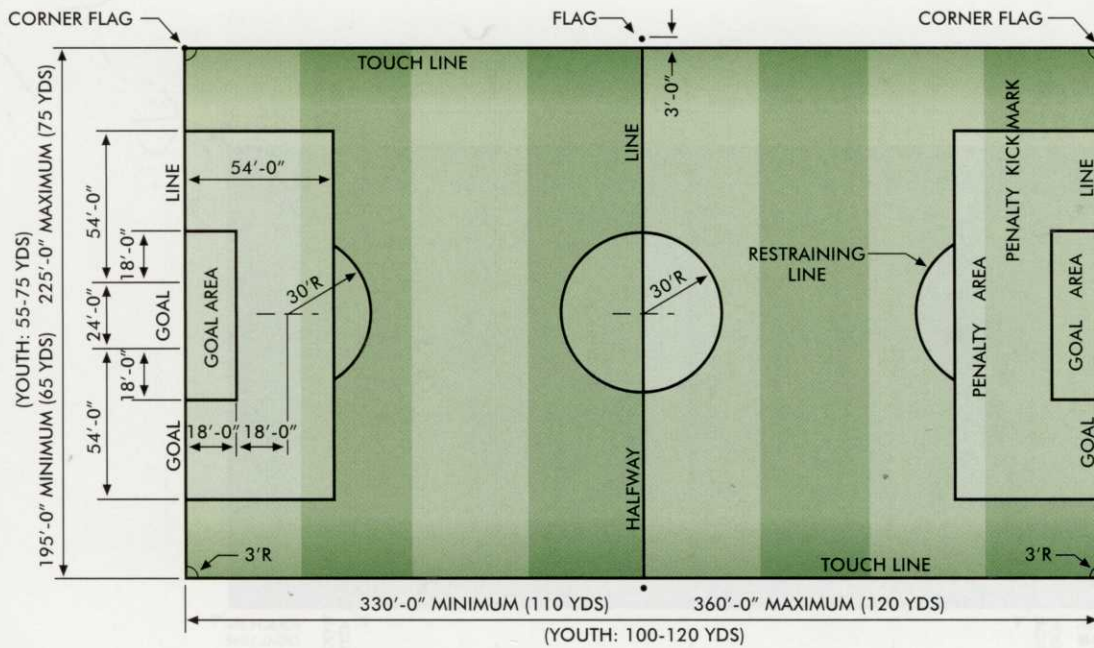 CORNER FLAG
FLAG
CORNER FLAG
TOUCH LINE
3'-0"
(YOUTH: 55-75 YDS)
195'-0" MINIMUM (65 YDS) 225'-0" MAXIMUM (75 YDS)
54'-0"
18'-0"
24'-0"
18'-0"
54'-0"
LINE
GOAL
GOAL
54'-0"
GOAL AREA
30'R
18'-0"
18'-0"
3'R
LINE
30'R
HALFWAY
RESTRAINING
LINE
PENALTY AREA
PENALTY KICK MARK
GOAL AREA
LINE
GOAL
TOUCH LINE
3'R
330'-0" MINIMUM (110 YDS)
360'-0" MAXIMUM (120 YDS)
(YOUTH: 100-120 YDS)